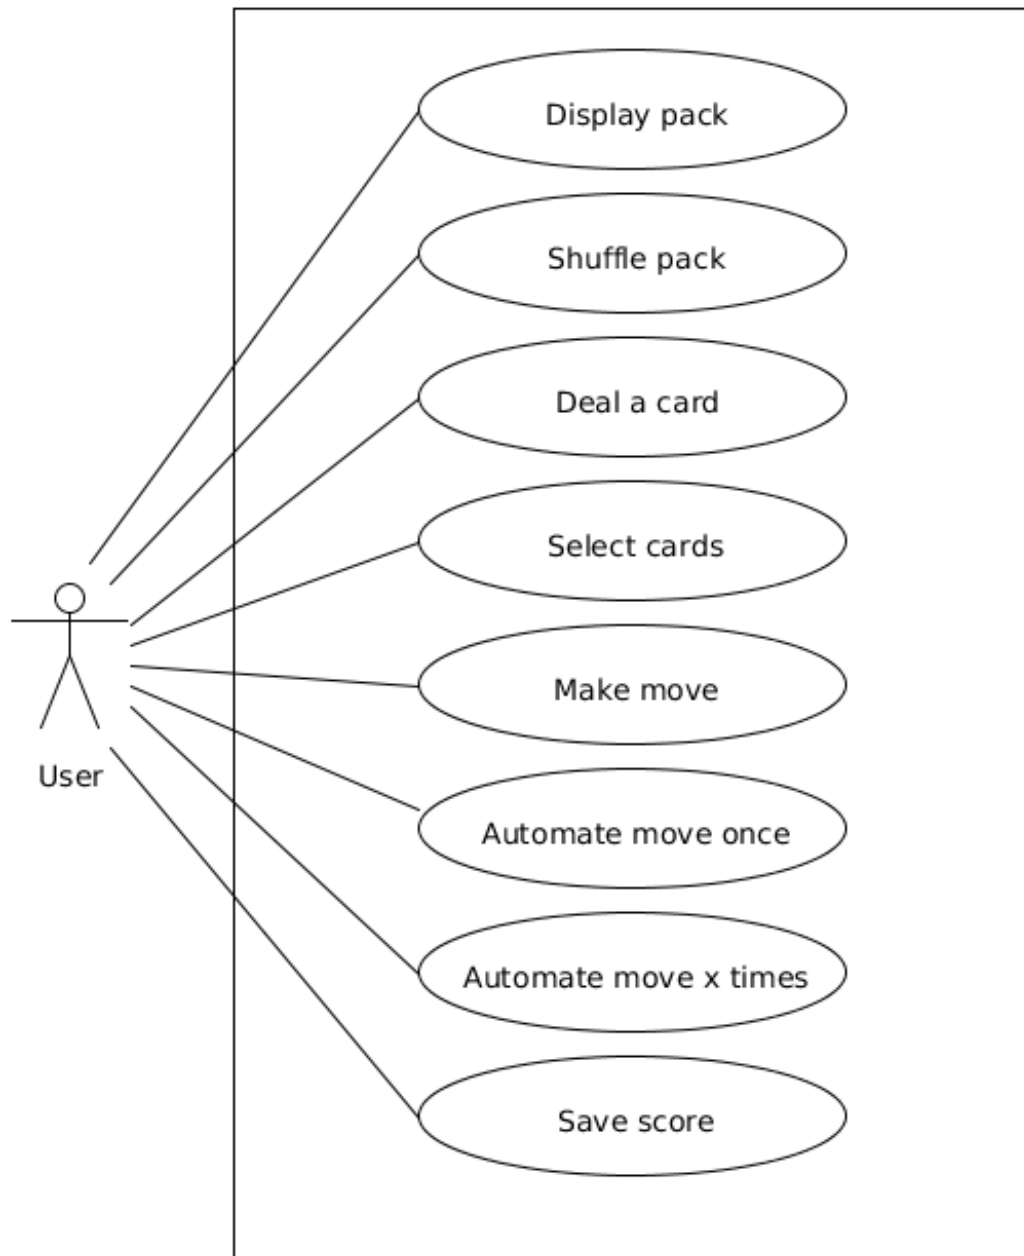 Display pack
Shuffle pack
Deal a card
Select cards
Make move
User
Automate move once
Automate move x times
Save score